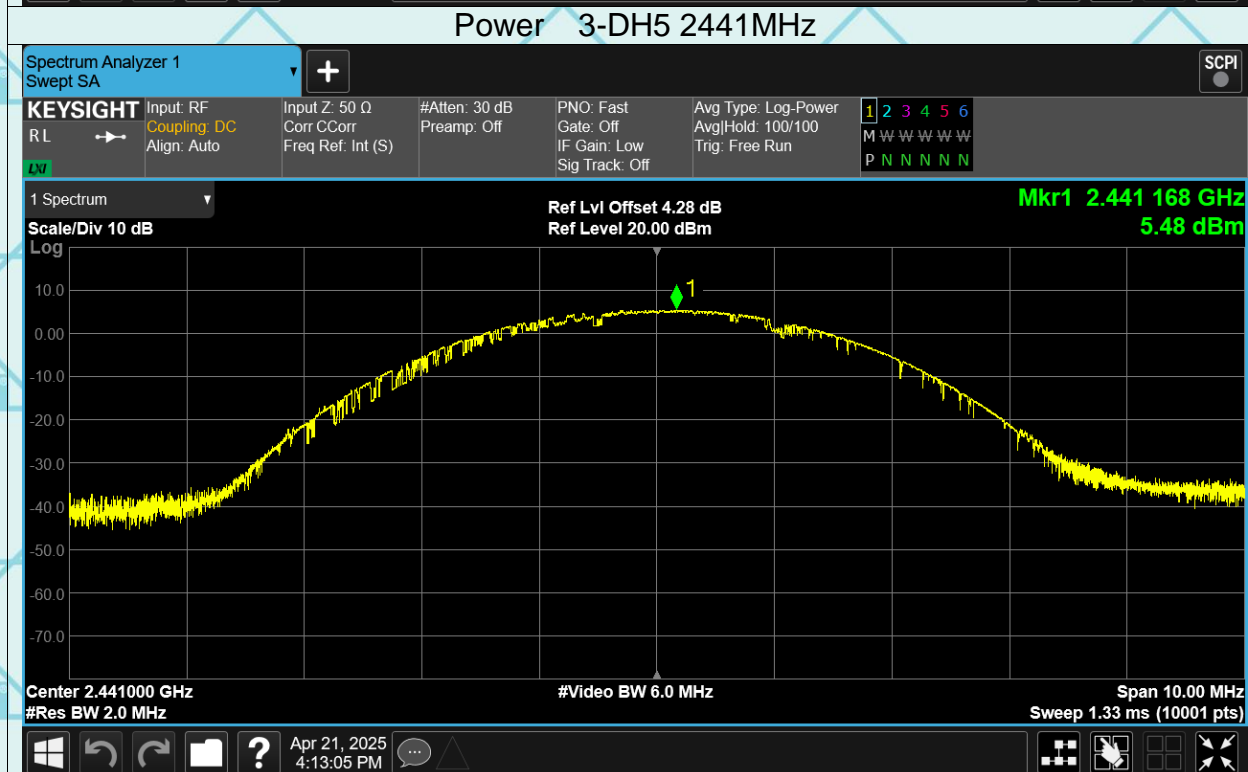 Power 3-DH5 2441MHz
Spectrum Analyzer 1
Swept SA
+
SCPI
KEYSIGHT
RL
LXI
Input: RF
Coupling: DC
Align: Auto
Input Z: 50 Ω
Corr CCorr
Freq Ref: Int (S)
#Atten: 30 dB
Preamp: Off
PNO: Fast
Gate: Off
IF Gain: Low
Sig Track: Off
Avg Type: Log-Power
Avg|Hold: 100/100
Trig: Free Run
1 2 3 4 5 6
M W W W W W
P N N N N N
1 Spectrum
Scale/Div 10 dB
Log
Ref Lvl Offset 4.28 dB
Ref Level 20.00 dBm
Mkr1 2.441 168 GHz
5.48 dBm
1
10.0
0.00
-10.0
-20.0
-30.0
-40.0
-50.0
-60.0
-70.0
Center 2.441000 GHz
#Video BW 6.0 MHz
Span 10.00 MHz
#Res BW 2.0 MHz
Sweep 1.33 ms (10001 pts)
?
Apr 21, 2025
4:13:05 PM